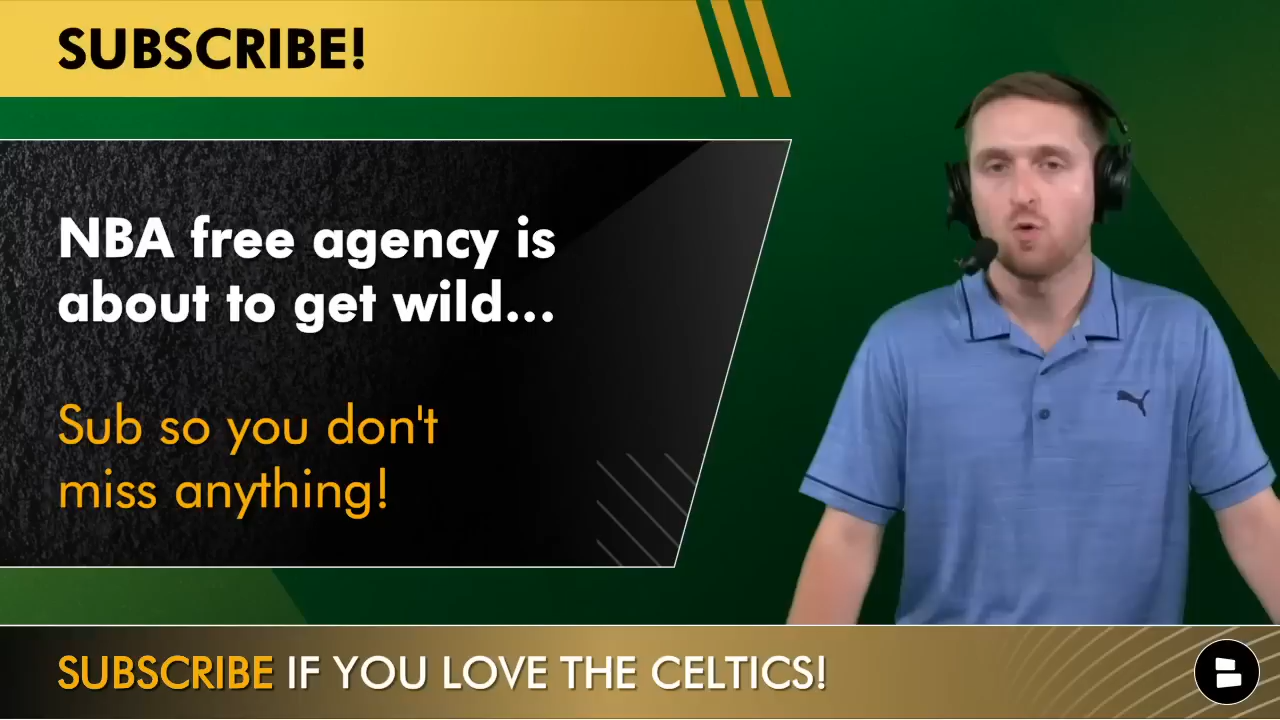 SUBSCRIBE!
NBA free agency is
about to get wild...
Sub so you don't
miss anything!
SUBSCRIBE IF YOU LOVE THE CELTICS!